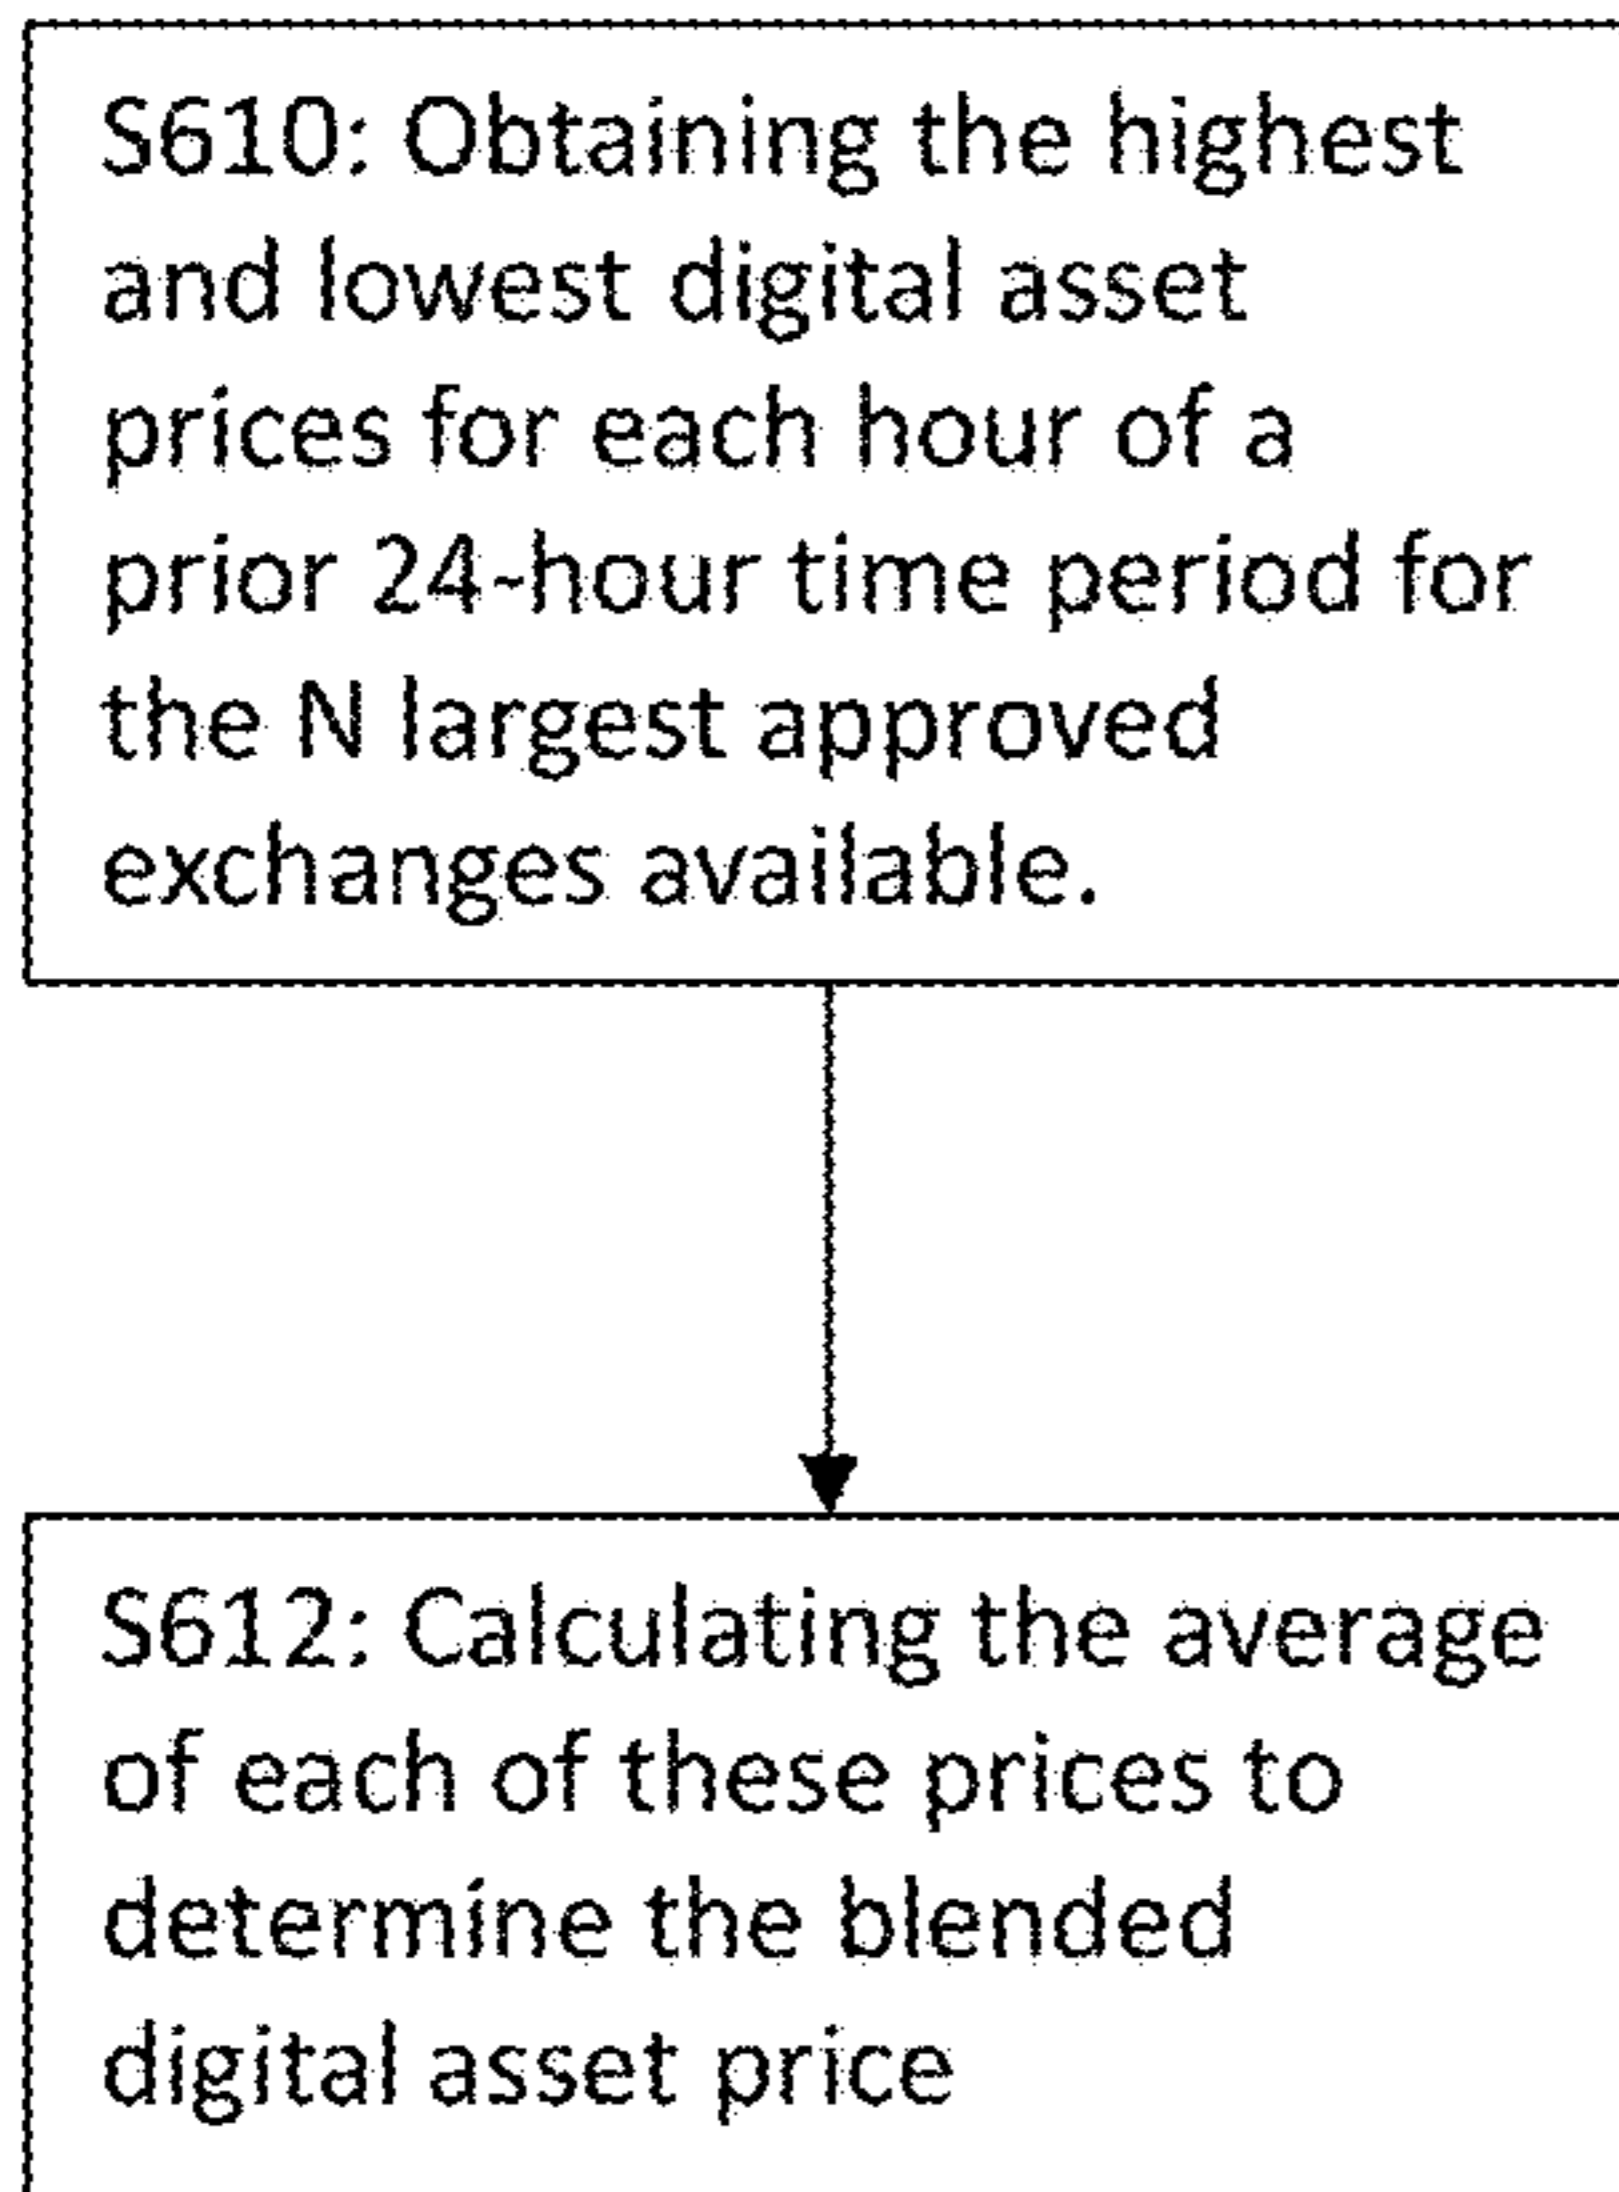 S610: Obtaining the highest
and lowest digital asset
prices for each hour of a
prior 24-hour time period for
the N largest approved
exchanges available.
S612: Calculating the average
of each of these prices to
determine the blended
digital asset price